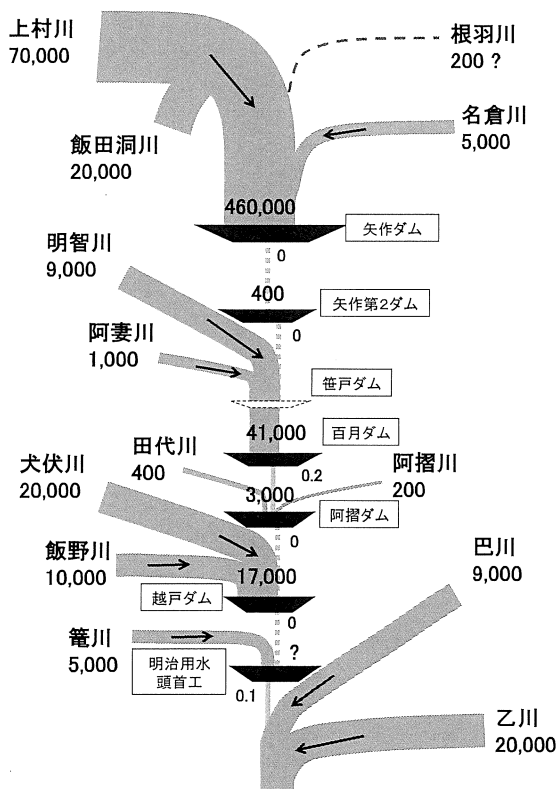 上村川
70,000
根羽川
200 ?
名倉川
5,000
飯田洞川
20,000
460,000
矢作ダム
0
明智川
9,000
400
矢作第2ダム
0
阿妻川
1,000
笹戸ダム
41,000
百月ダム
0.2
田代川
400
阿摺川
200
犬伏川
20,000
3,000
阿摺ダム
0
飯野川
10,000
17,000
越戸ダム
0
巴川
9,000
篭川
5,000
明治用水
頭首工
?
0.1
乙川
20,000